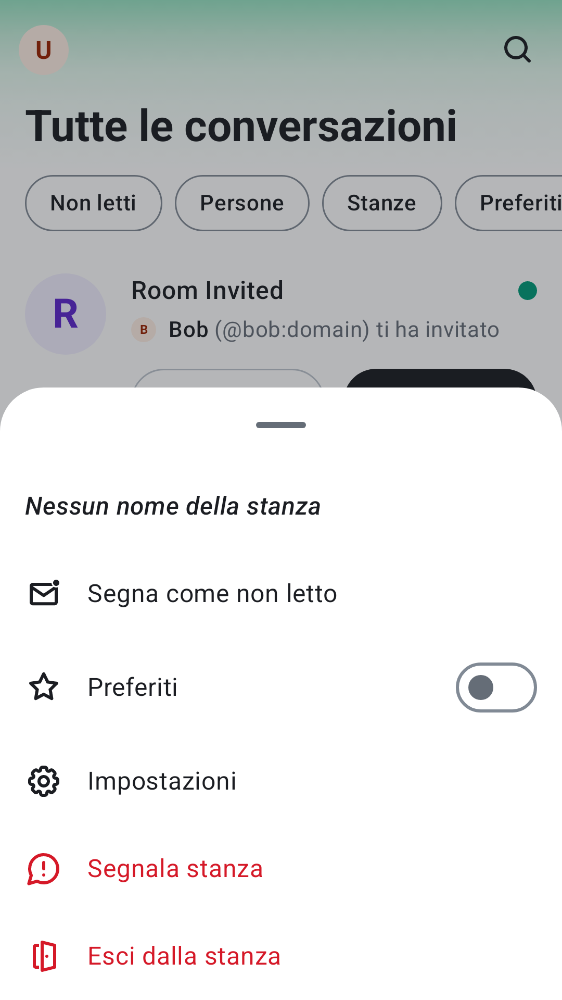 U
Tutte le conversazioni
Non letti Persone Stanze Preferiti
R
Room Invited
B Bob (@bob:domain) ti ha invitato
Nessun nome della stanza
Segna come non letto
Preferiti
Impostazioni
Segnala stanza
Esci dalla stanza